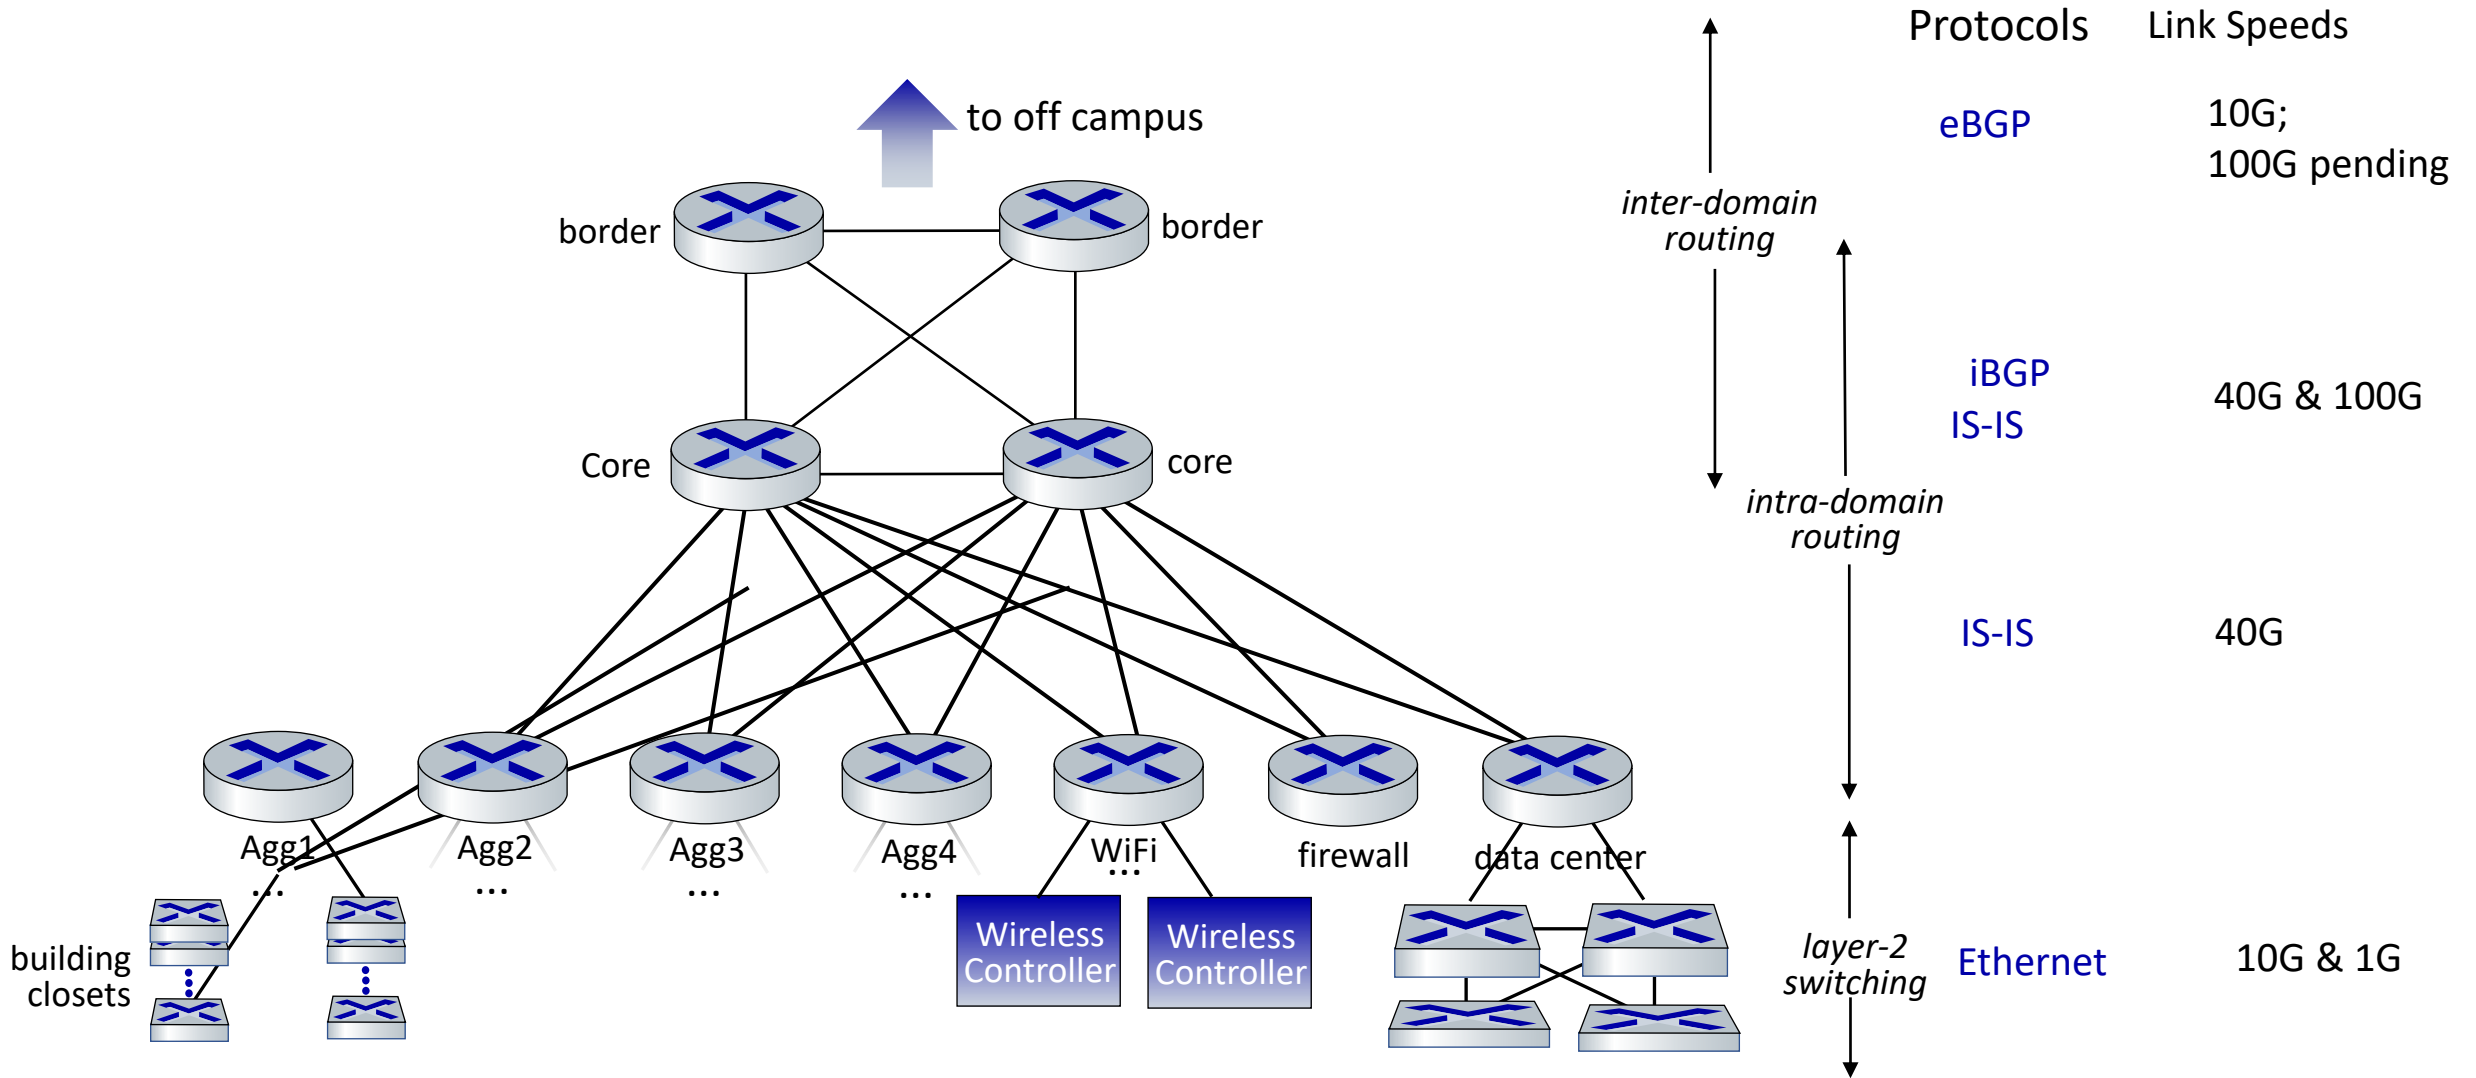 Protocols
Link Speeds
to off campus
eBGP
10G;
100G pending
border
border
inter-domain
routing
iBGP
IS-IS
40G & 100G
Core
core
intra-domain
routing
IS-IS
40G
Agg1
Agg2
Agg3
Agg4
WiFi
firewall
data center
...
...
...
...
...
building
closets
Wireless
Controller
Wireless
Controller
layer-2
switching
Ethernet
10G & 1G